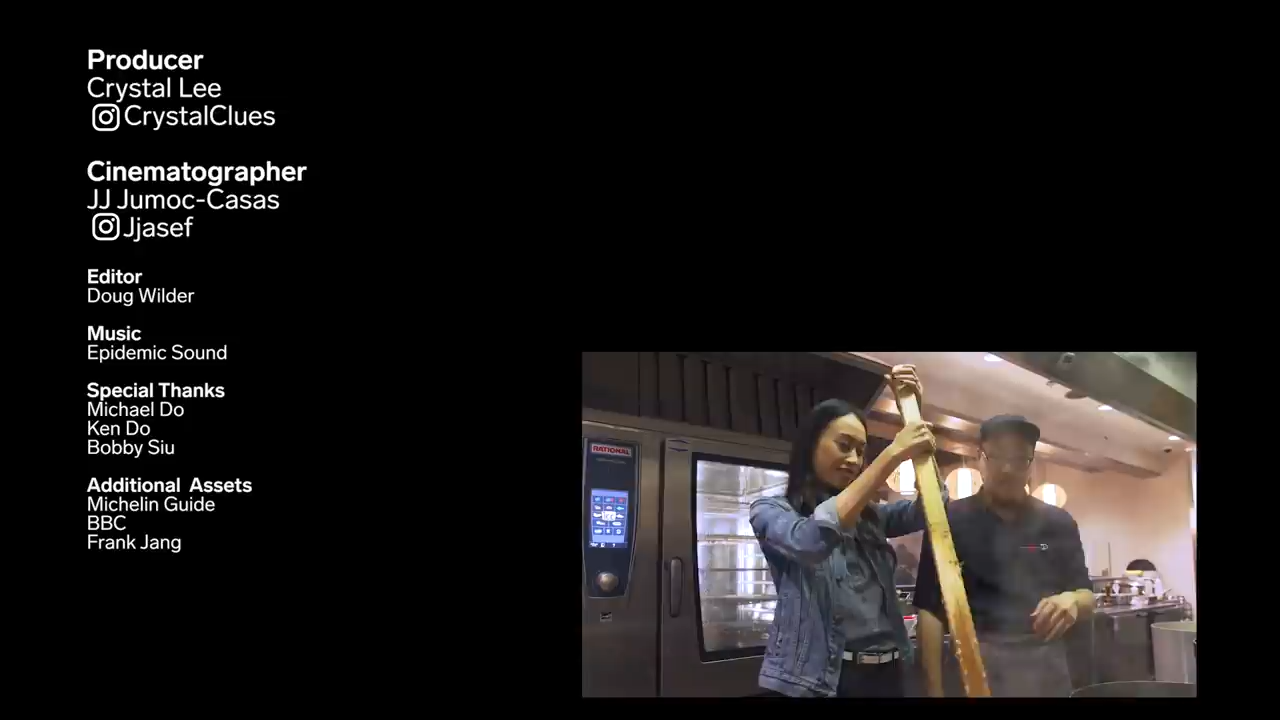 Producer
Crystal Lee
CrystalClues
Cinematographer
JJ Jumoc-Casas
Jjasef
Editor
Doug Wilder
Music
Epidemic Sound
Special Thanks
Michael Do
Ken Do
Bobby Siu
Additional Assets
Michelin Guide
BBC
Frank Jang
RATIONAL